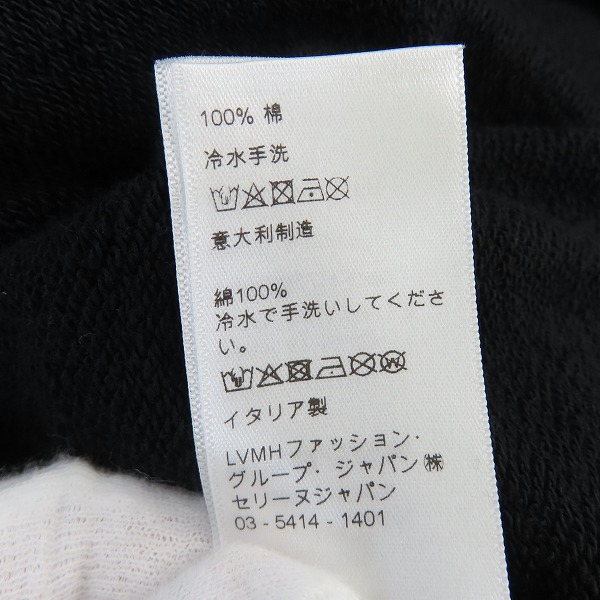 100% 棉
冷水手洗
意大利制造
綿100%
冷水で手洗いしてくださ
い。
イタリア製
LVMHファッション・
グループ・ジャパン㈱
セリーヌジャパン
03 - 5414 - 1401